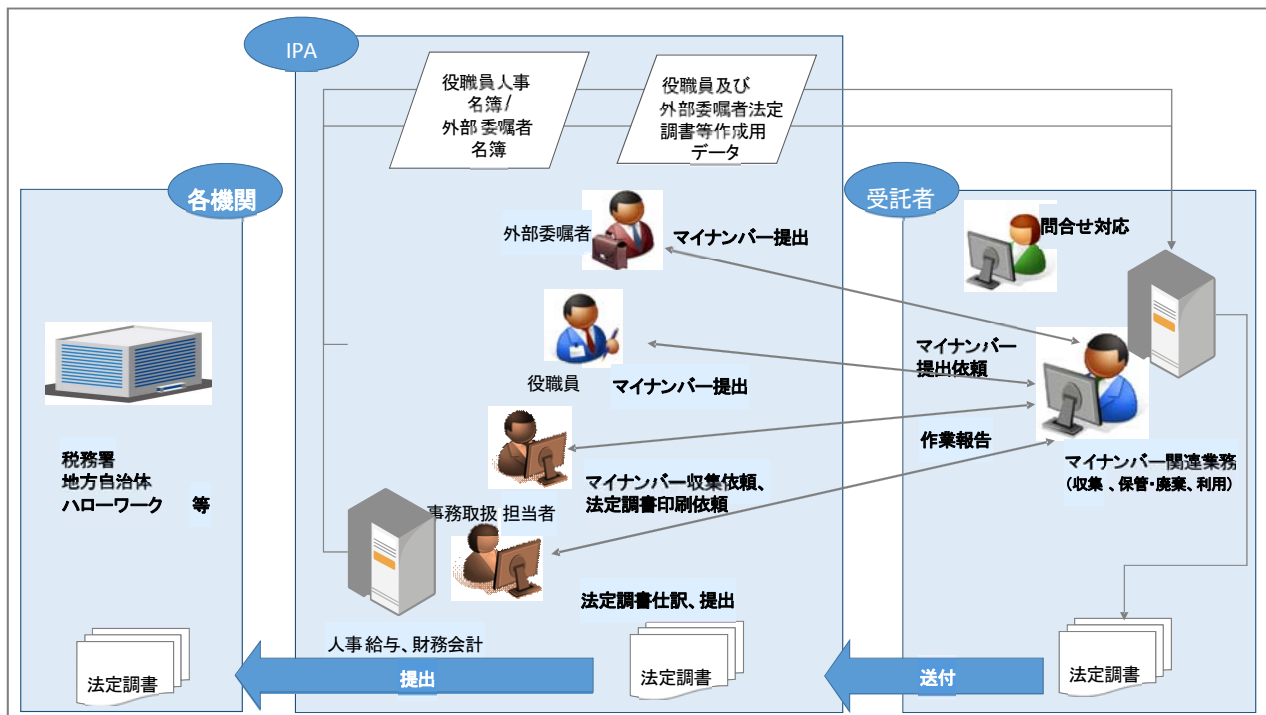 IPA
役職員人事
名簿/
外部委嘱者
名簿
役職員及び
外部委嘱者法定
調書等作成用
データ
各機関
受託者
外部委嘱者
マイナンバー提出
問合せ対応
役職員
マイナンバー提出
マイナンバー
提出依頼
税務署
地方自治体
ハローワーク 等
作業報告
マイナンバー関連業務
(収集、保管・廃棄、利用)
マイナンバー収集依頼、
法定調書印刷依頼
事務取扱担当者
法定調書仕訳、提出
人事給与、財務会計
法定調書
提出
法定調書
送付
法定調書